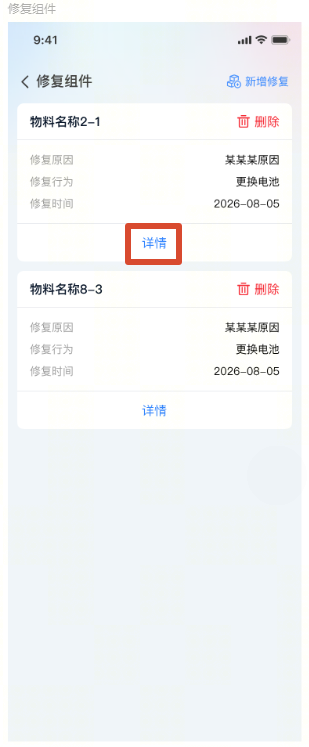 修复组件
9:41
修复组件
新增修复
物料名称2-1
删除
修复原因
某某某原因
修复行为
更换电池
修复时间
2026-08-05
详情
物料名称8-3
删除
修复原因
某某某原因
修复行为
更换电池
修复时间
2026-08-05
详情